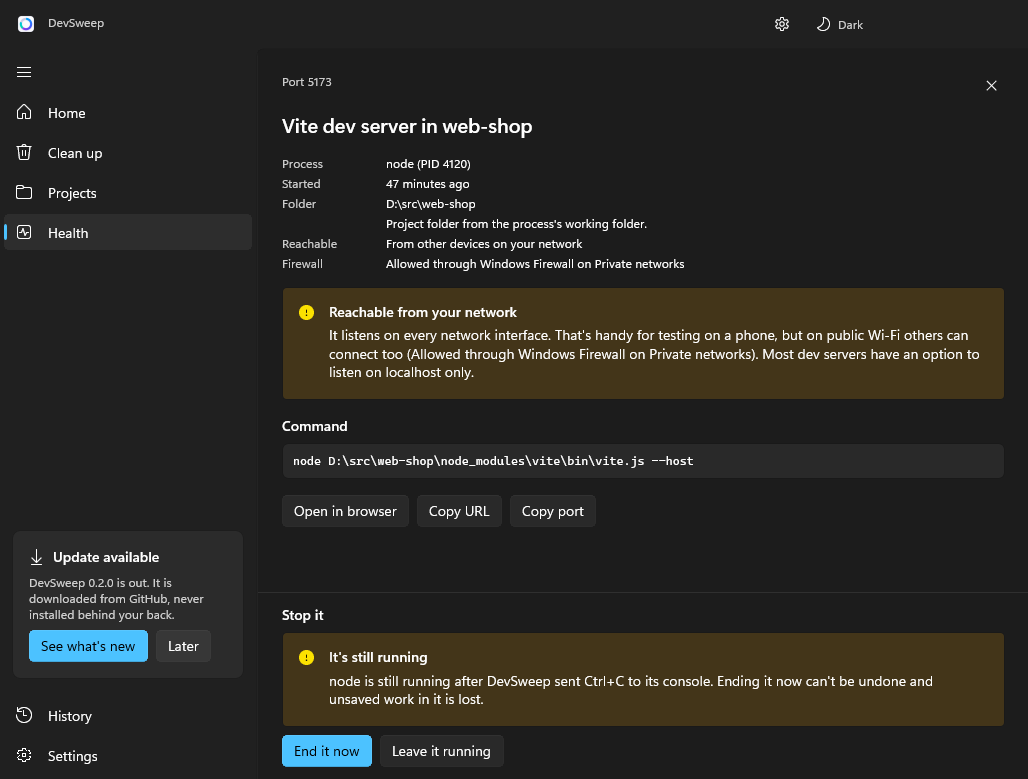 DevSweep
Dark
Home
Clean up
Projects
Health
Update available
DevSweep 0.2.0 is out. It is
downloaded from GitHub, never
installed behind your back.
See what's new
Later
History
Settings
Port 5173
Vite dev server in web-shop
Process node (PID 4120)
Started 47 minutes ago
Folder D:\src\web-shop
Project folder from the process's working folder.
Reachable From other devices on your network
Firewall Allowed through Windows Firewall on Private networks
Reachable from your network
It listens on every network interface. That's handy for testing on a phone, but on public Wi-Fi others can
connect too (Allowed through Windows Firewall on Private networks). Most dev servers have an option to
listen on localhost only.
Command
node D:\src\web-shop\node_modules\vite\bin\vite.js --host
Open in browser
Copy URL
Copy port
Stop it
It's still running
node is still running after DevSweep sent Ctrl+C to its console. Ending it now can't be undone and
unsaved work in it is lost.
End it now
Leave it running